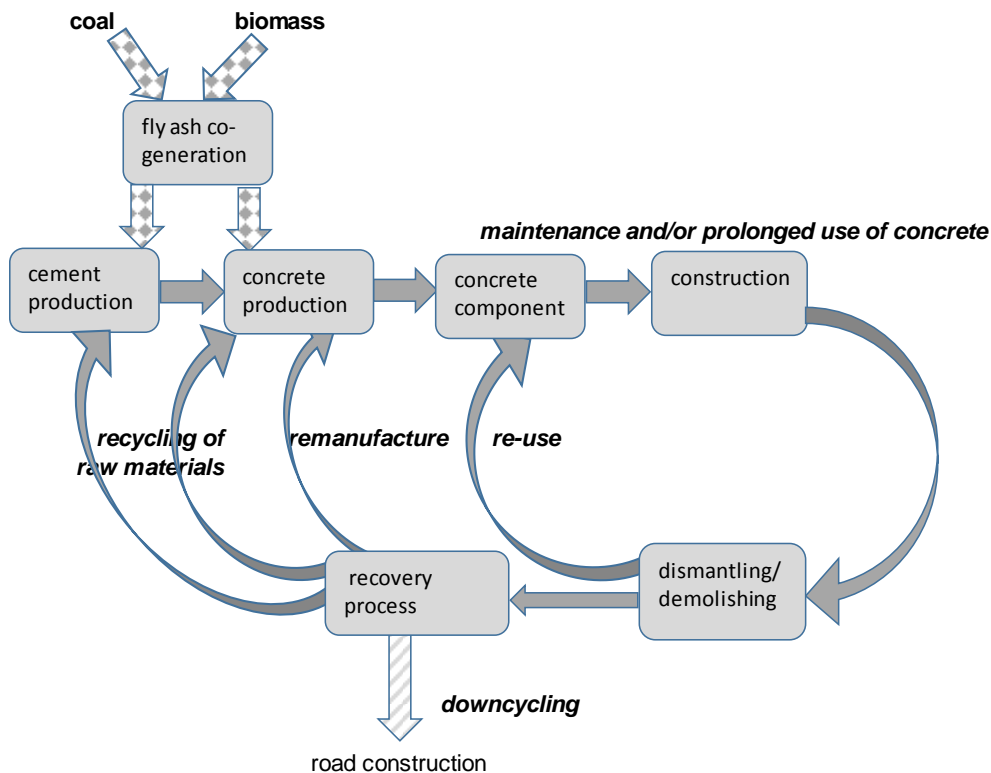 coal
biomass
fly ash co-
generation
maintenance and/or prolonged use of concrete
cement
production
concrete
production
concrete
component
construction
recycling of
raw materials
remanufacture
re-use
recovery
process
dismantling/
demolishing
downcycling
road construction